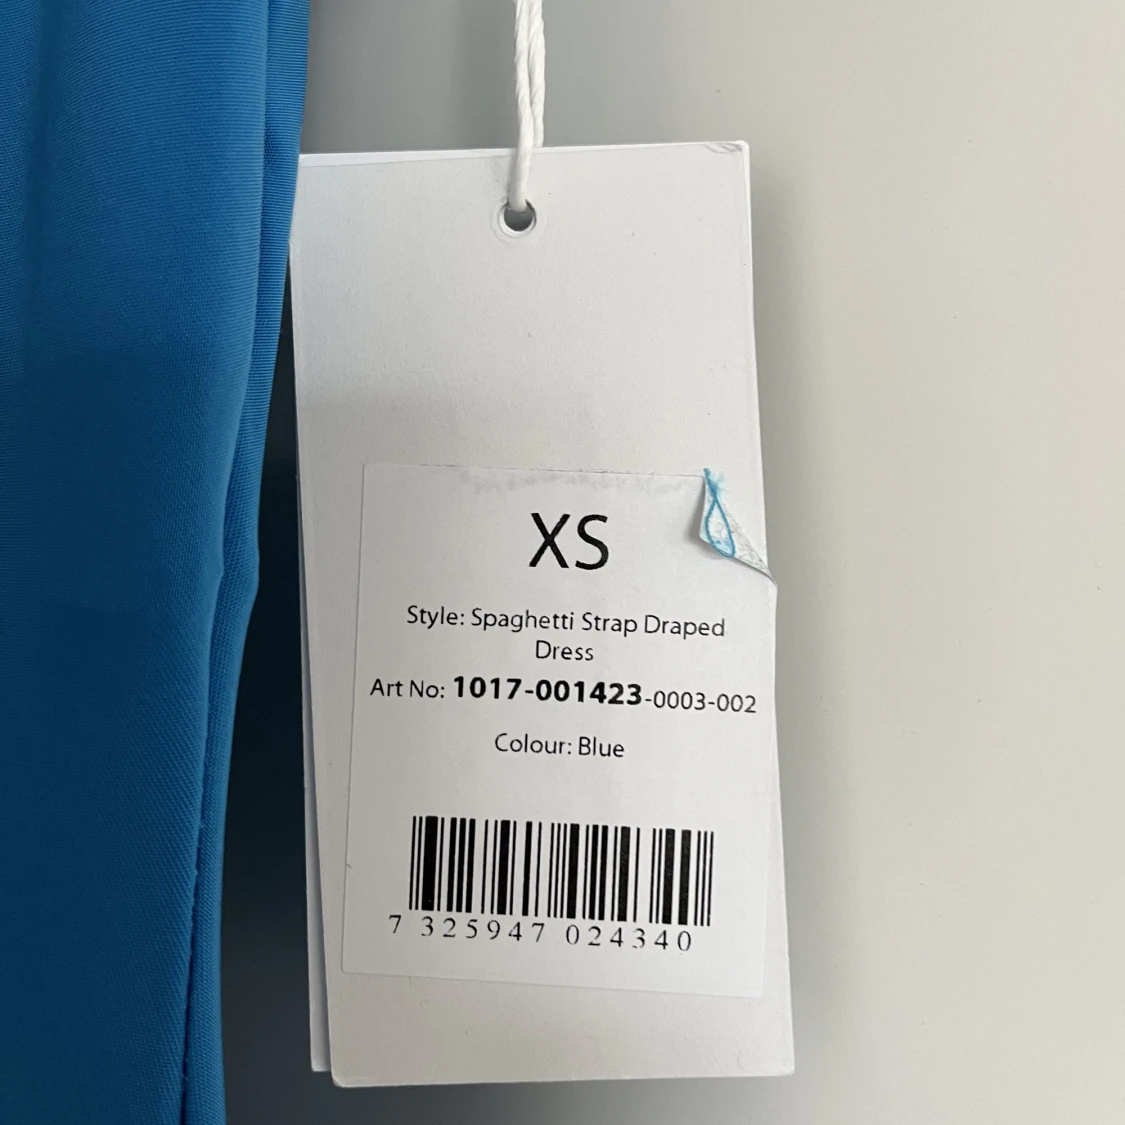 XS
Style: Spaghetti Strap Draped
Dress
Art No: 1017-001423-0003-002
Colour: Blue
7 325947 024340